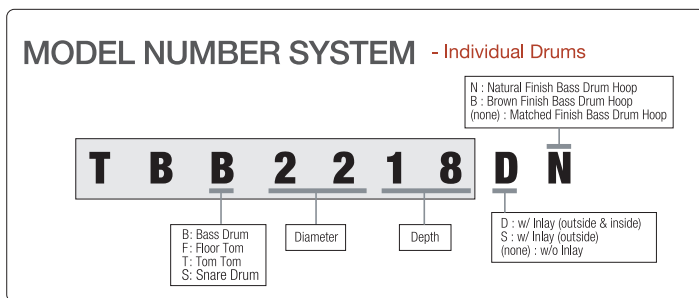 MODEL NUMBER SYSTEM - Individual Drums
N : Natural Finish Bass Drum Hoop
B : Brown Finish Bass Drum Hoop
(none) : Matched Finish Bass Drum Hoop
T B B 2 2 1 8 D N
B: Bass Drum
F: Floor Tom
T: Tom Tom
S: Snare Drum
Diameter
Depth
D : w/ Inlay (outside & inside)
S : w/ Inlay (outside)
(none) : w/o Inlay